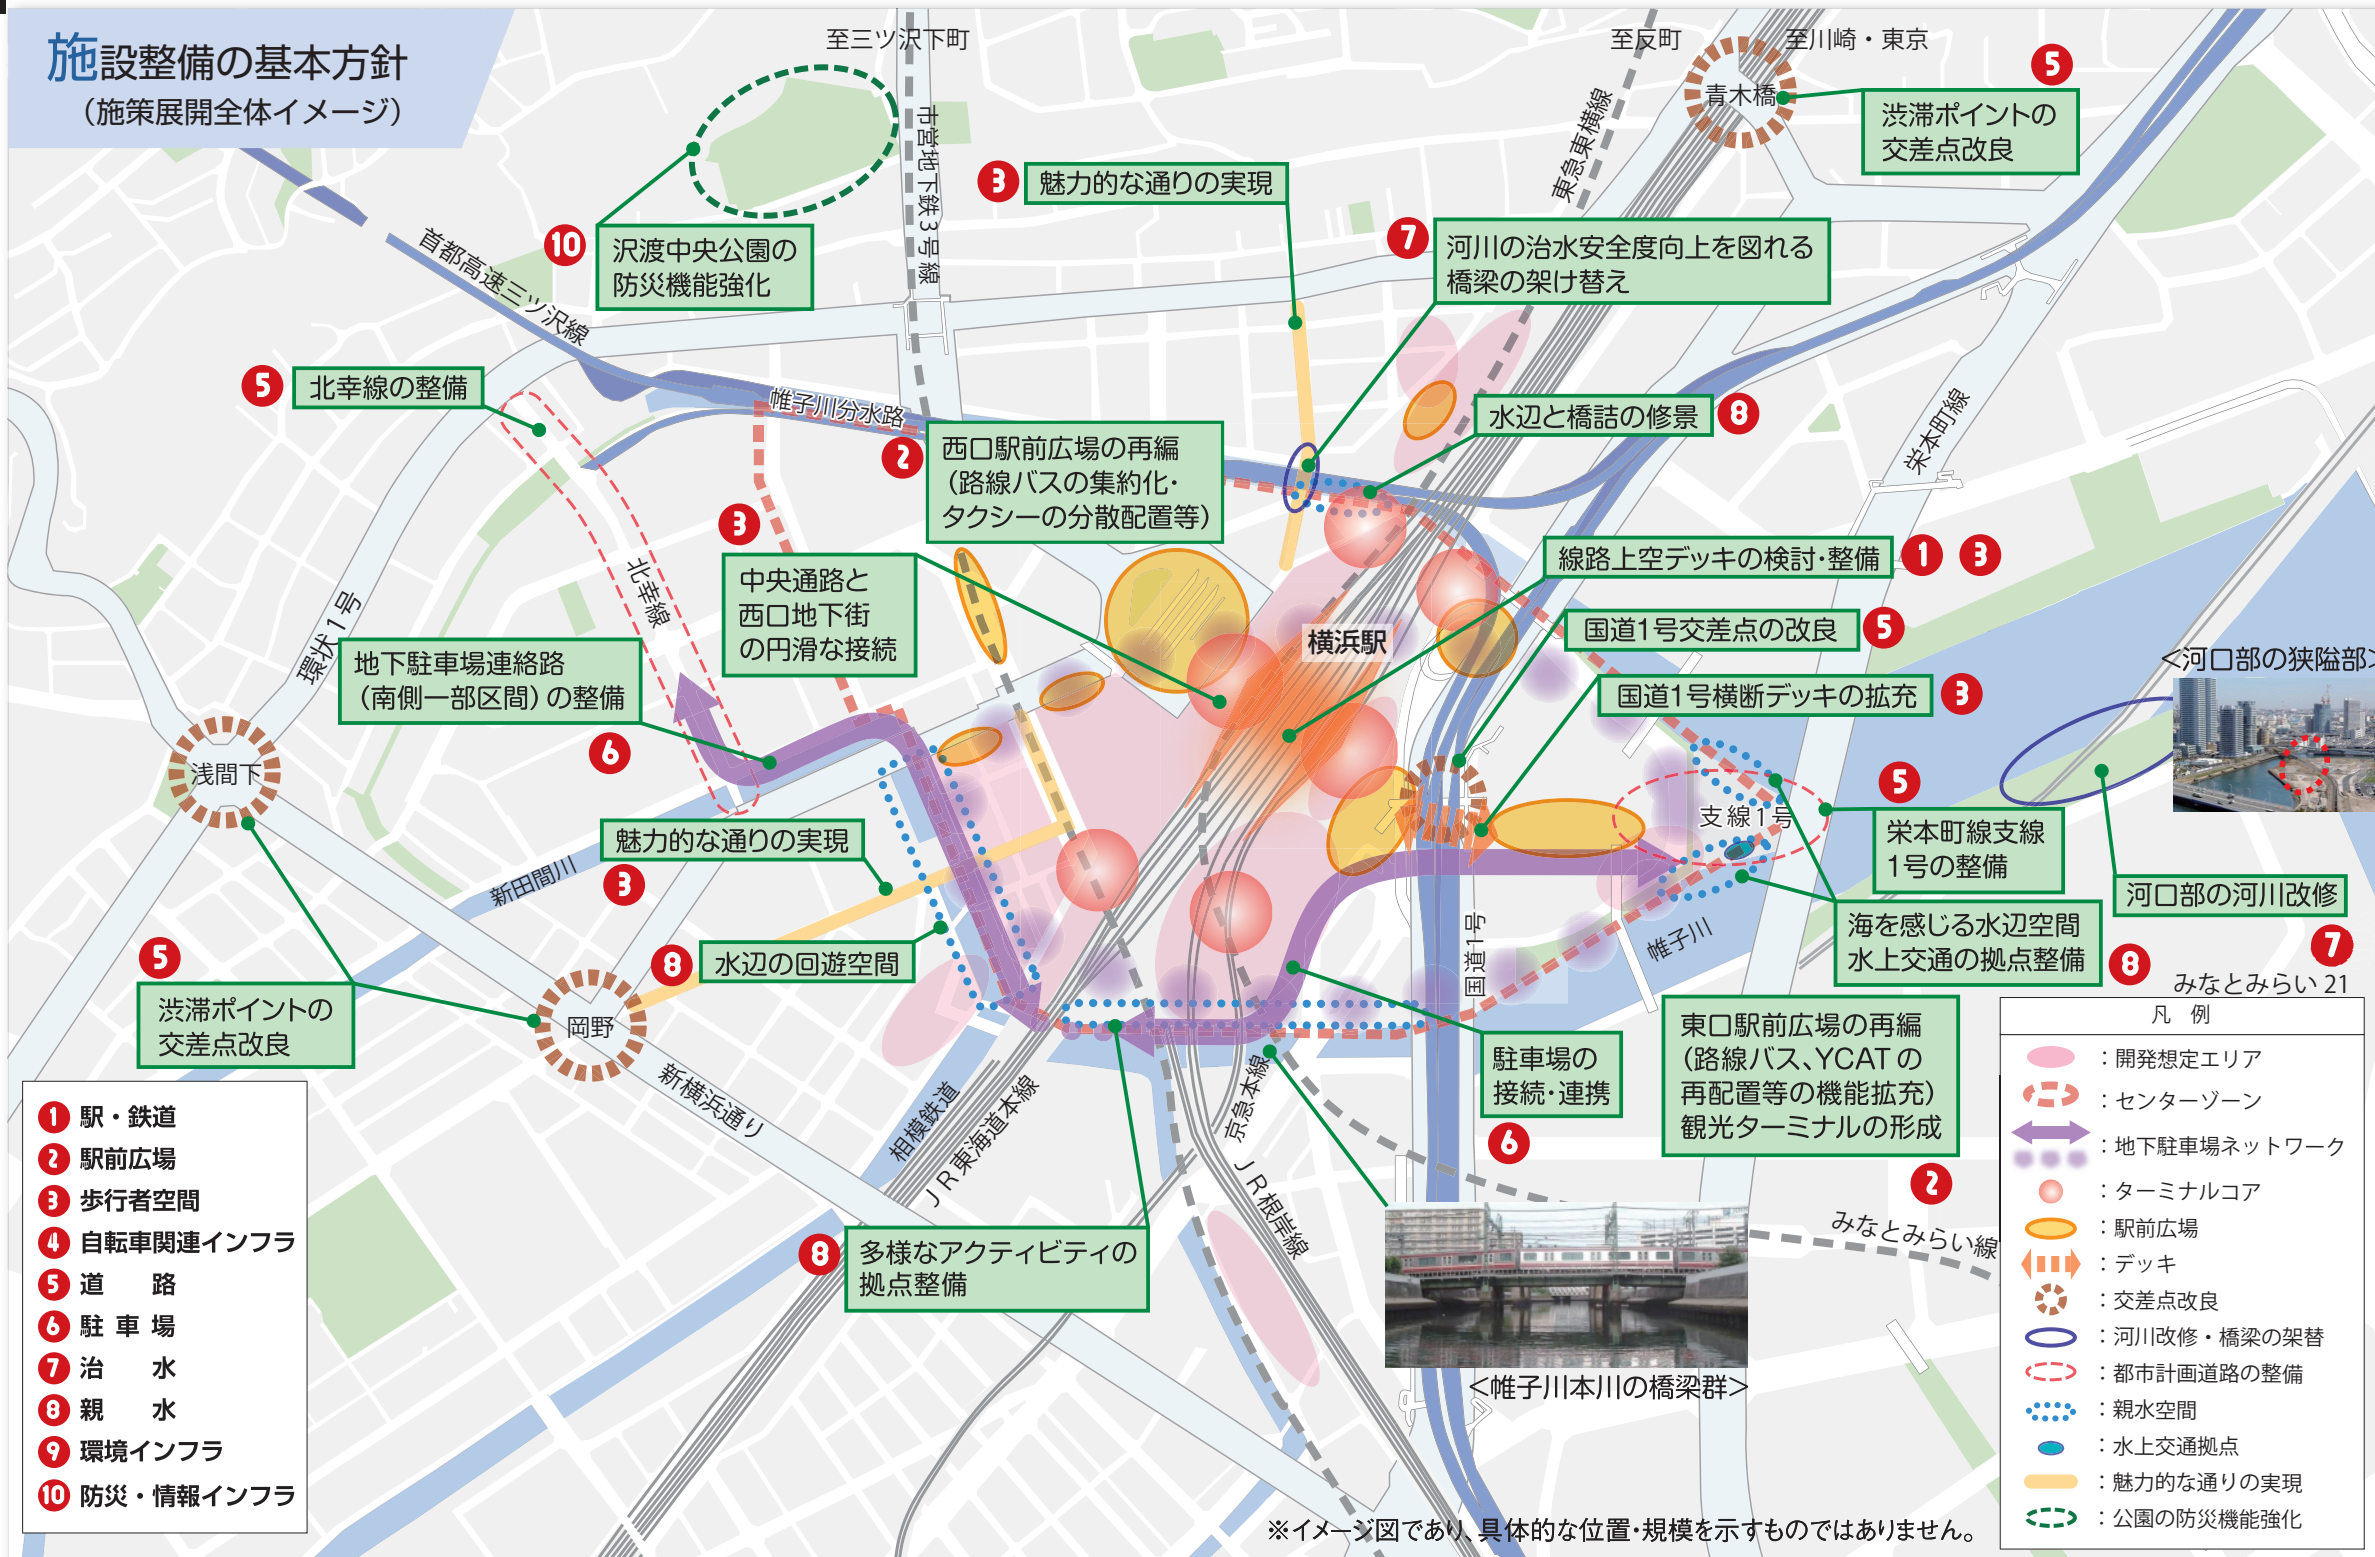 施設整備の基本方針
（施策展開全体イメージ）
至三ツ沢下町
至反町
至川崎・東京
青木橋
5
渋滞ポイントの
交差点改良
市営地下鉄3号線
東急東横線
3
魅力的な通りの実現
10
沢渡中央公園の
防災機能強化
7
河川の治水安全度向上を図れる
橋梁の架け替え
首都高速三ツ沢線
5
北幸線の整備
帷子川分水路
水辺と橋詰の修景
8
栄本町線
2
西口駅前広場の再編
（路線バスの集約化・
タクシーの分散配置等）
3
中央通路と
西口地下街
の円滑な接続
線路上空デッキの検討・整備
1
3
北幸線
環状1号
国道1号交差点の改良
5
横浜駅
地下駐車場連絡路
（南側一部区間）の整備
6
国道1号横断デッキの拡充
3
＜河口部の狭隘部＞
浅間下
支線1号
5
栄本町線支線
1号の整備
魅力的な通りの実現
3
新田間川
河口部の河川改修
7
海を感じる水辺空間
水上交通の拠点整備
8
帷子川
国道1号
8
水辺の回遊空間
5
渋滞ポイントの
交差点改良
岡野
みなとみらい21
新横浜通り
相模鉄道
ＪＲ東海道本線
京急本線
ＪＲ根岸線
駐車場の
接続・連携
6
東口駅前広場の再編
（路線バス、YCATの
再配置等の機能拡充）
観光ターミナルの形成
2
みなとみらい線
8
多様なアクティビティの
拠点整備
＜帷子川本川の橋梁群＞
1 駅・鉄道
2 駅前広場
3 歩行者空間
4 自転車関連インフラ
5 道　　路
6 駐 車 場
7 治　　水
8 親　　水
9 環境インフラ
10 防災・情報インフラ
凡　例
：開発想定エリア
：センターゾーン
：地下駐車場ネットワーク
：ターミナルコア
：駅前広場
：デッキ
：交差点改良
：河川改修・橋梁の架替
：都市計画道路の整備
：親水空間
：水上交通拠点
：魅力的な通りの実現
：公園の防災機能強化
※イメージ図であり、具体的な位置・規模を示すものではありません。